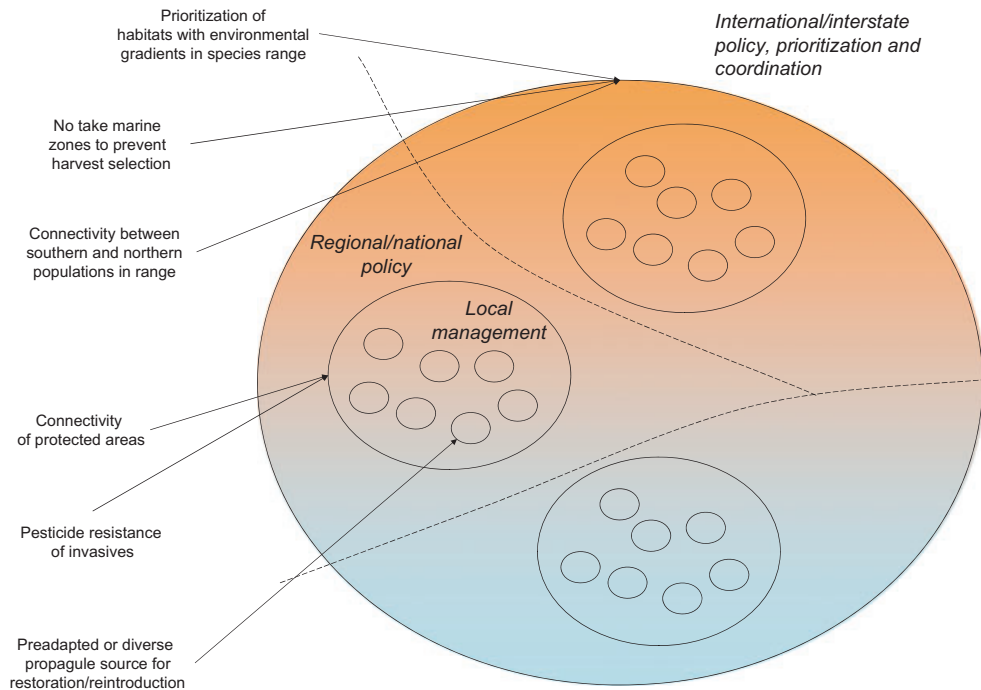 Prioritization of
habitats with environmental
gradients in species range
International/interstate
policy, prioritization and
coordination
No take marine
zones to prevent
harvest selection
Connectivity between
southern and northern
populations in range
Regional/national
policy
Local
management
Connectivity
of protected areas
Pesticide resistance
of invasives
Preadapted or diverse
propagule source for
restoration/reintroduction